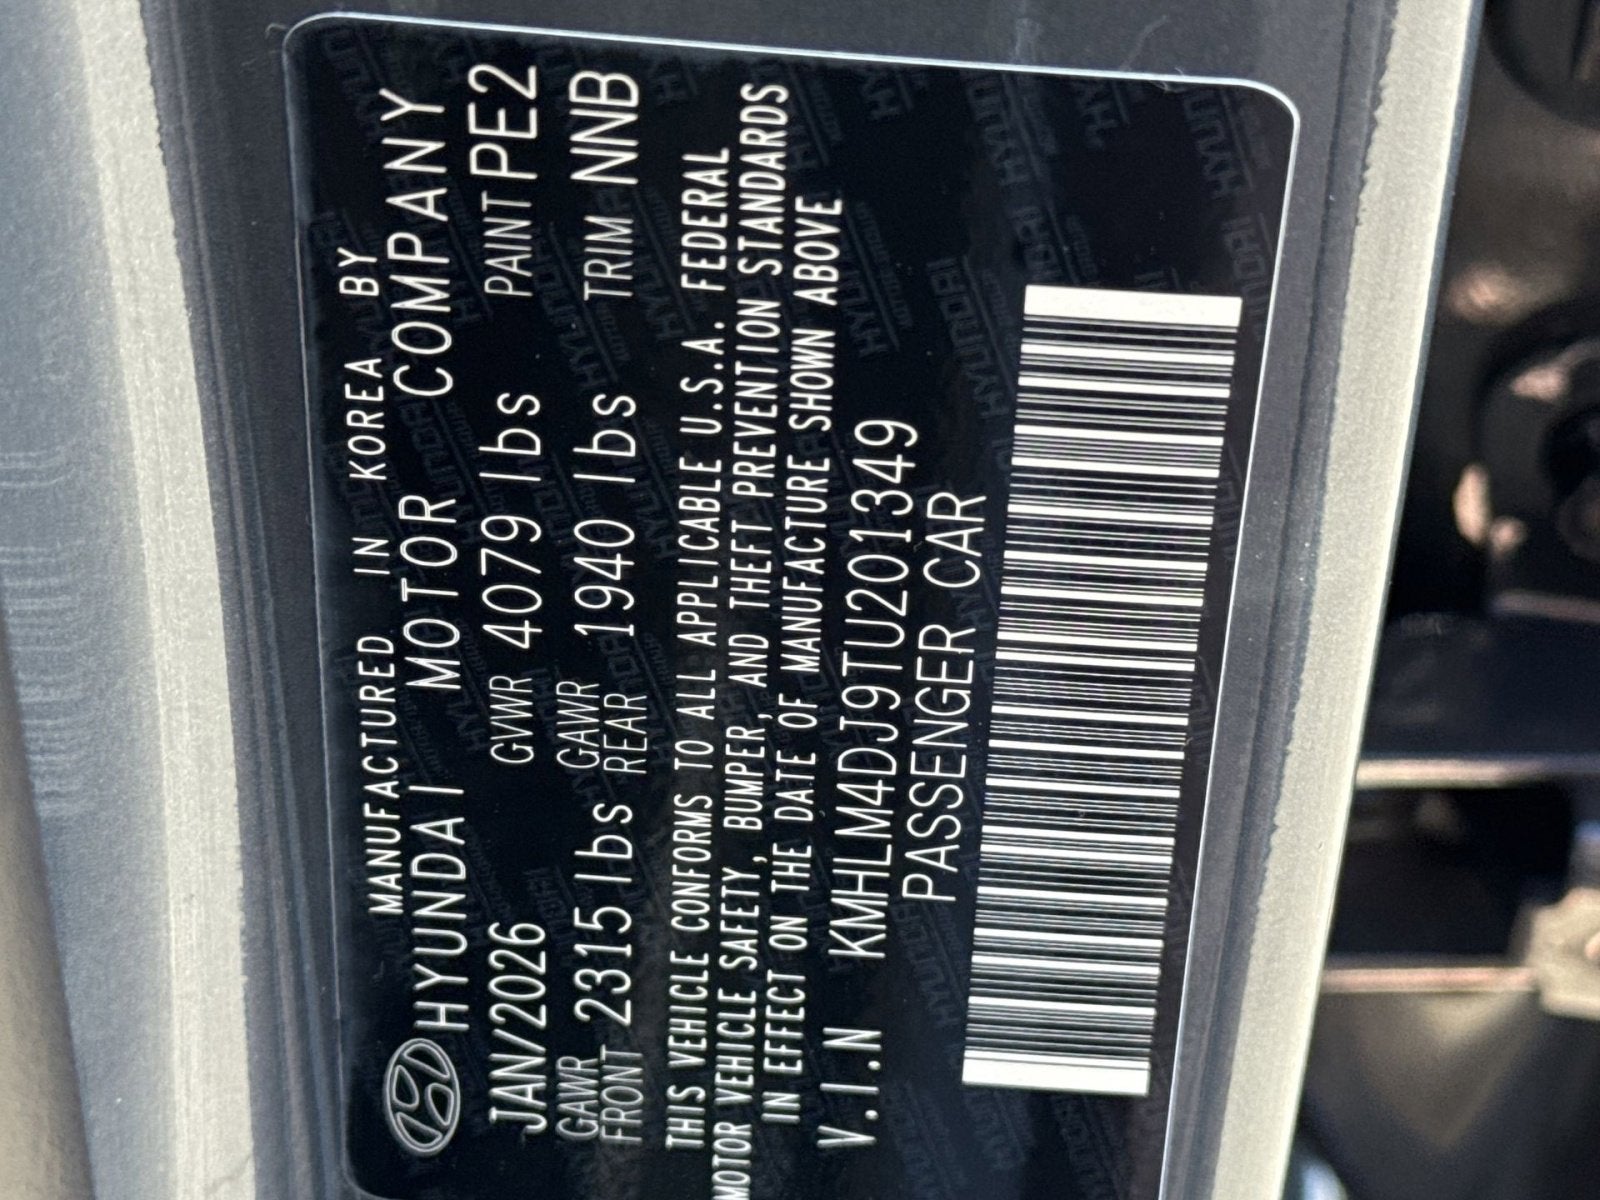 MANUFACTURED IN KOREA BY
HYUNDAI MOTOR COMPANY
JAN/2026 GVWR 4079 lbs PAINT PE2
GAWR FRONT 2315 lbs GAWR REAR 1940 lbs TRIM NNB
THIS VEHICLE CONFORMS TO ALL APPLICABLE U.S.A. FEDERAL
MOTOR VEHICLE SAFETY, BUMPER, AND THEFT PREVENTION STANDARDS
IN EFFECT ON THE DATE OF MANUFACTURE SHOWN ABOVE
V.I.N KMHLM4DJ9TU201349
PASSENGER CAR